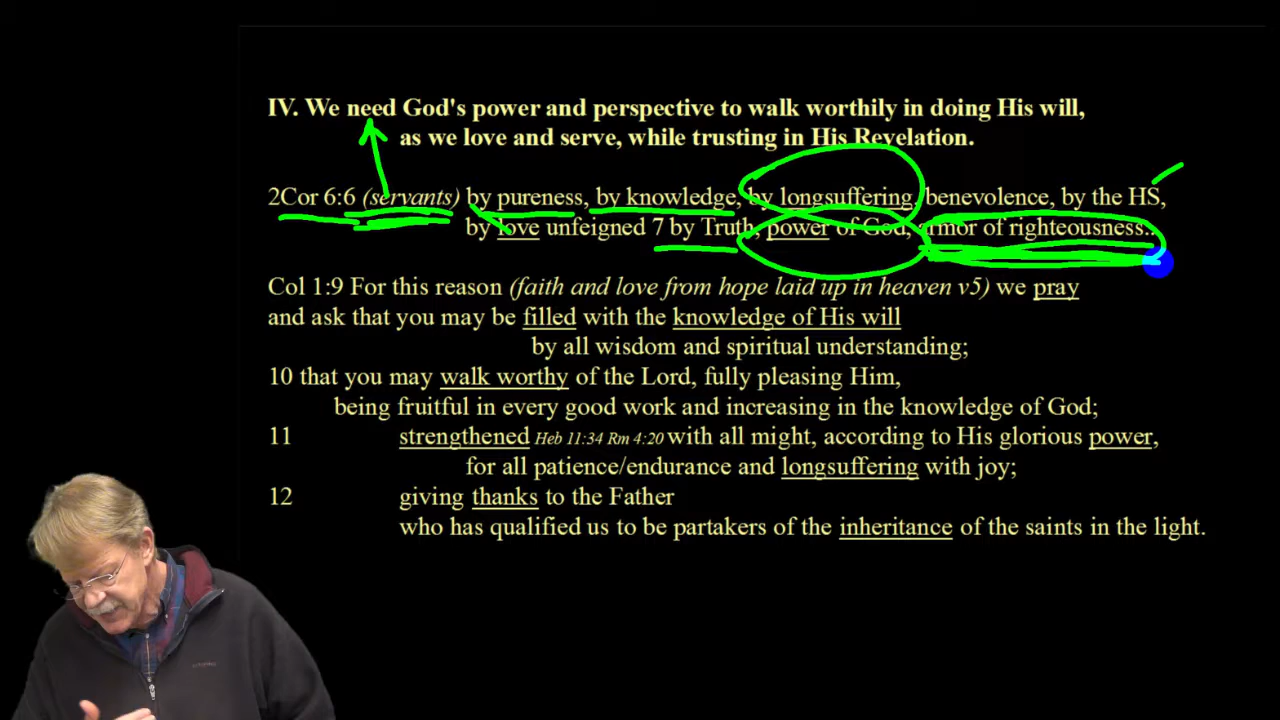 IV. We need God's power and perspective to walk worthily in doing His will,
as we love and serve, while trusting in His Revelation.
2Cor 6:6 (servants) by pureness, by knowledge, by longsuffering, benevolence, by the HS,
by love unfeigned 7 by Truth, power of God, armor of righteousness..
Col 1:9 For this reason (faith and love from hope laid up in heaven v5) we pray
and ask that you may be filled with the knowledge of His will
by all wisdom and spiritual understanding;
10 that you may walk worthy of the Lord, fully pleasing Him,
being fruitful in every good work and increasing in the knowledge of God;
11 strengthened Heb 11:34 Rm 4:20 with all might, according to His glorious power,
for all patience/endurance and longsuffering with joy;
12 giving thanks to the Father
who has qualified us to be partakers of the inheritance of the saints in the light.